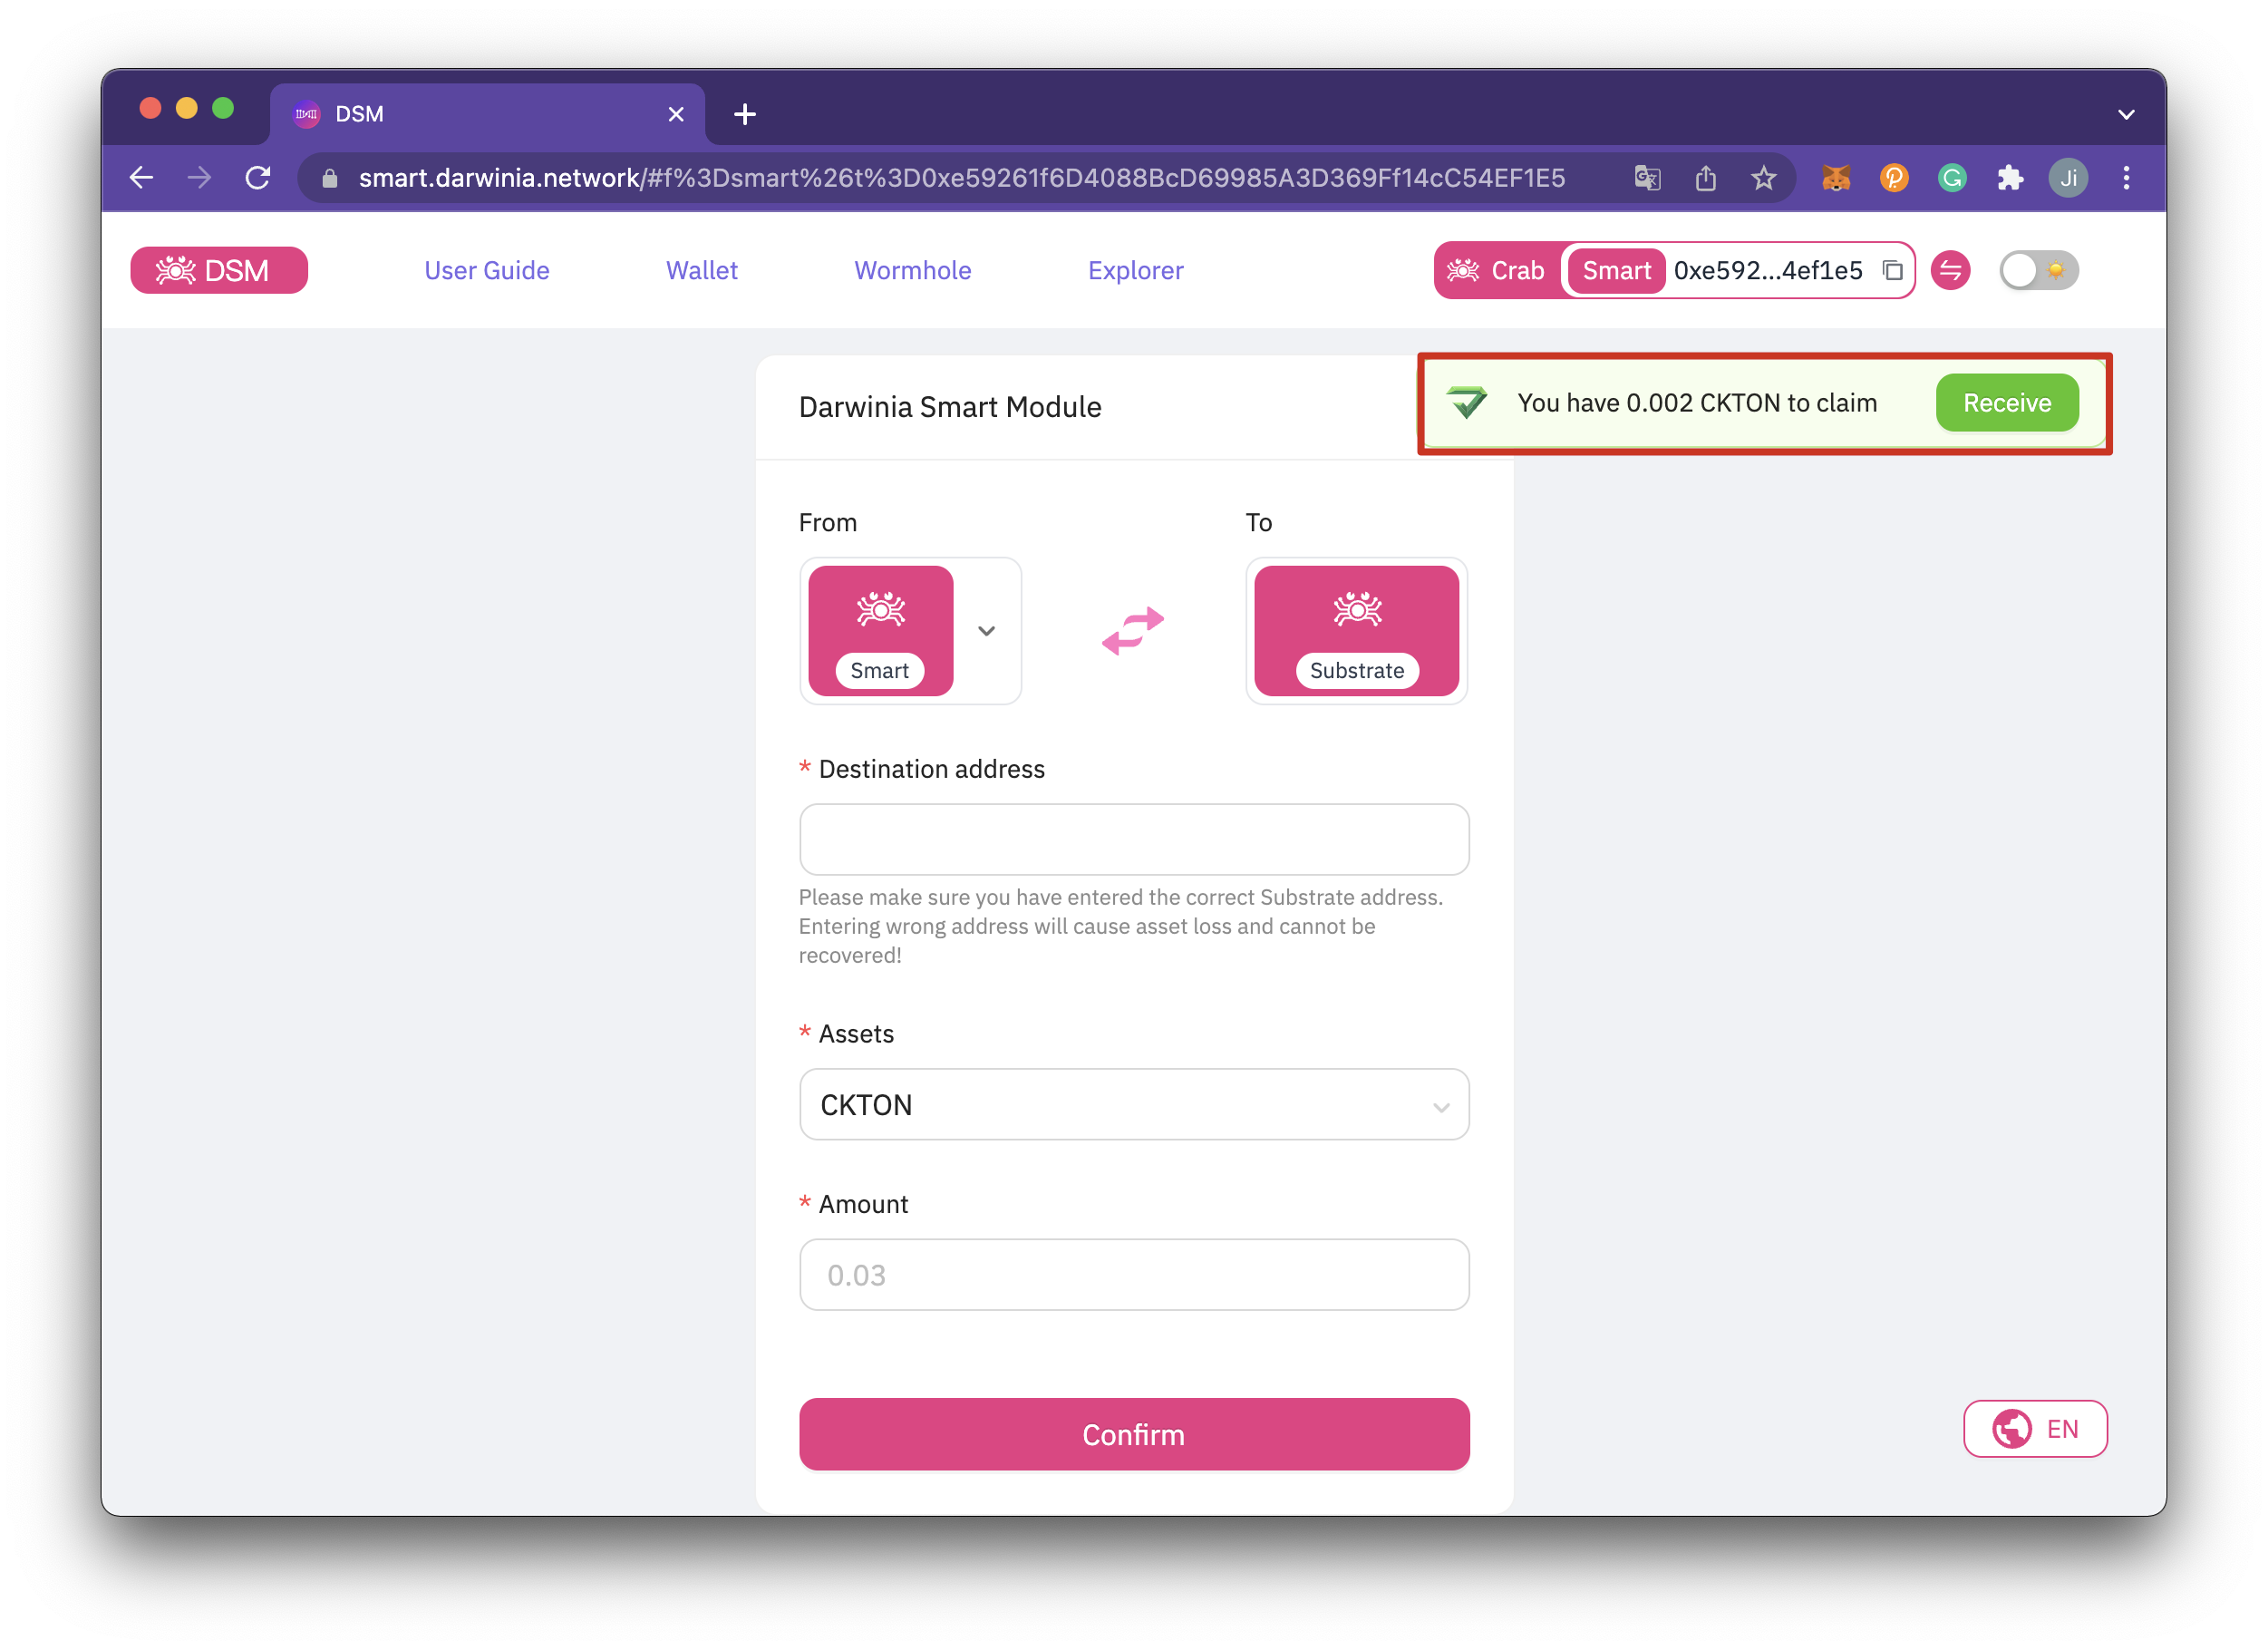 DSM
smart.darwinia.network/#f%3Dsmart%26t%3D0xe59261f6D4088BcD69985A3D369Ff14cC54EF1E5
Ji
DSM
User Guide
Wallet
Wormhole
Explorer
Crab
Smart
0xe592...4ef1e5
Darwinia Smart Module
You have 0.002 CKTON to claim
Receive
From
To
Smart
Substrate
* Destination address
Please make sure you have entered the correct Substrate address.
Entering wrong address will cause asset loss and cannot be
recovered!
* Assets
CKTON
* Amount
0.03
Confirm
EN